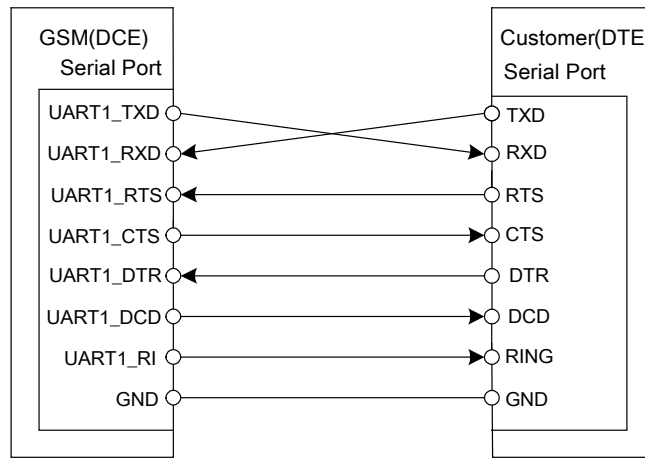 GSM(DCE)
Serial Port
UART1_TXD
UART1_RXD
UART1_RTS
UART1_CTS
UART1_DTR
UART1_DCD
UART1_RI
GND
Customer(DTE
Serial Port
TXD
RXD
RTS
CTS
DTR
DCD
RING
GND